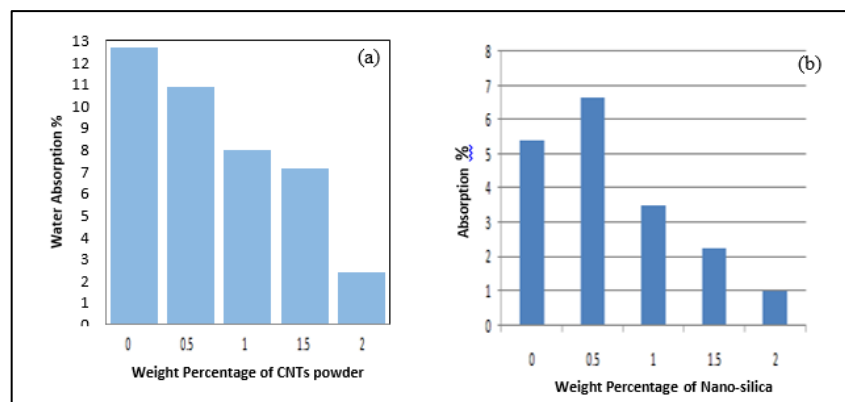 (a)
Water Absorption %
13
12
11
10
9
8
7
6
5
4
3
2
1
0
0 0.5 1 1.5 2
Weight Percentage of CNTs powder
(b)
Absorption %
8
7
6
5
4
3
2
1
0
0 0.5 1 1.5 2
Weight Percentage of Nano-silica